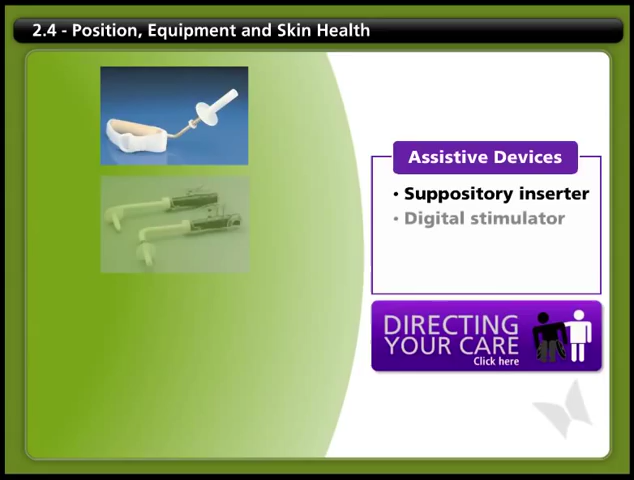 2.4 - Position, Equipment and Skin Health
Assistive Devices
• Suppository inserter
• Digital stimulator
DIRECTING
YOUR CARE
Click here